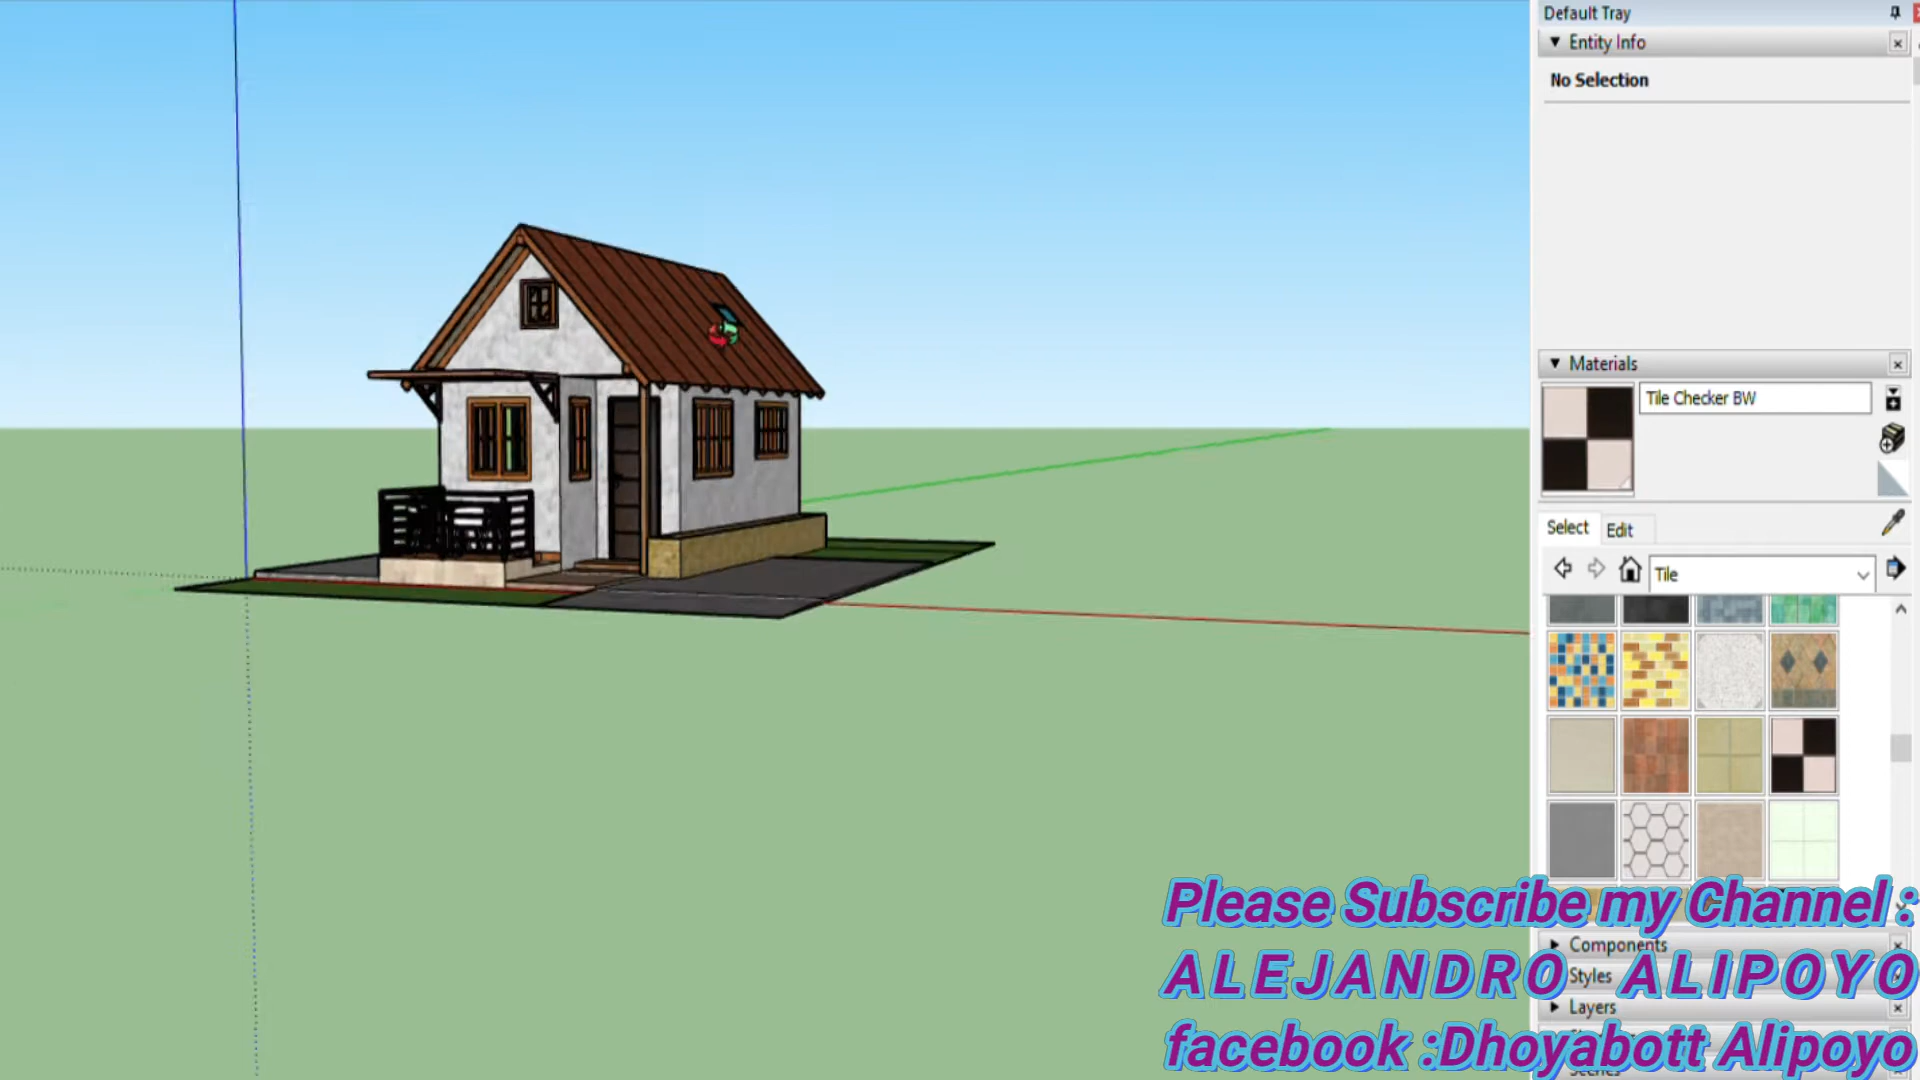 Default Tray
Entity Info
No Selection
Materials
Tile Checker BW
Select
Edit
Tile
Please Subscribe my Channel :
Components
ALEJANDRO ALIPOYO
Styles
Layers
facebook :Dhoyabott Alipoyo
Scenes